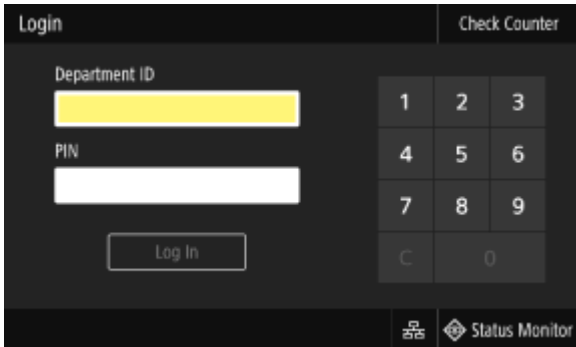 Login
Check Counter
Department ID
PIN
Log In
1 2 3
4 5 6
7 8 9
C 0
Status Monitor